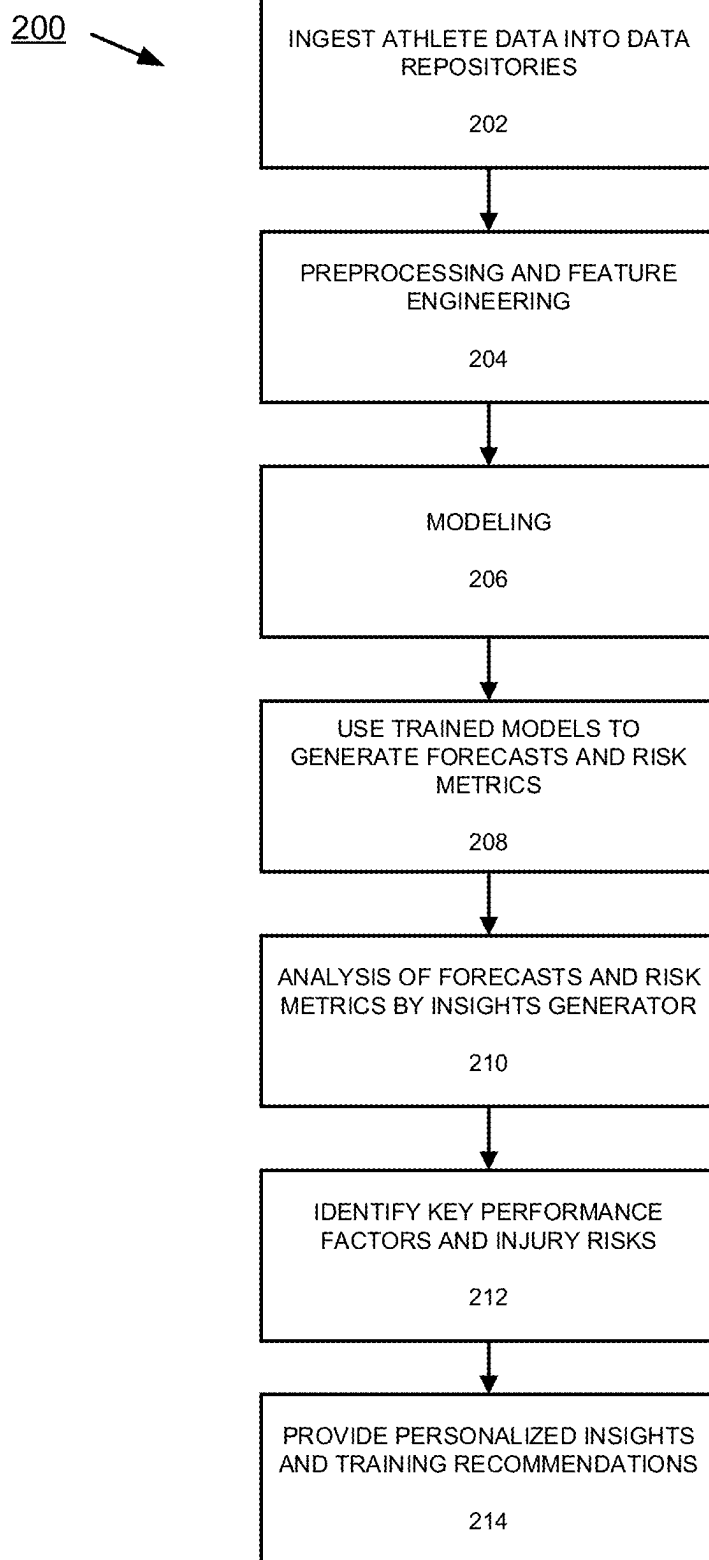 200
INGEST ATHLETE DATA INTO DATA
REPOSITORIES
202
PREPROCESSING AND FEATURE
ENGINEERING
204
MODELING
206
USE TRAINED MODELS TO
GENERATE FORECASTS AND RISK
METRICS
208
ANALYSIS OF FORECASTS AND RISK
METRICS BY INSIGHTS GENERATOR
210
IDENTIFY KEY PERFORMANCE
FACTORS AND INJURY RISKS
212
PROVIDE PERSONALIZED INSIGHTS
AND TRAINING RECOMMENDATIONS
214